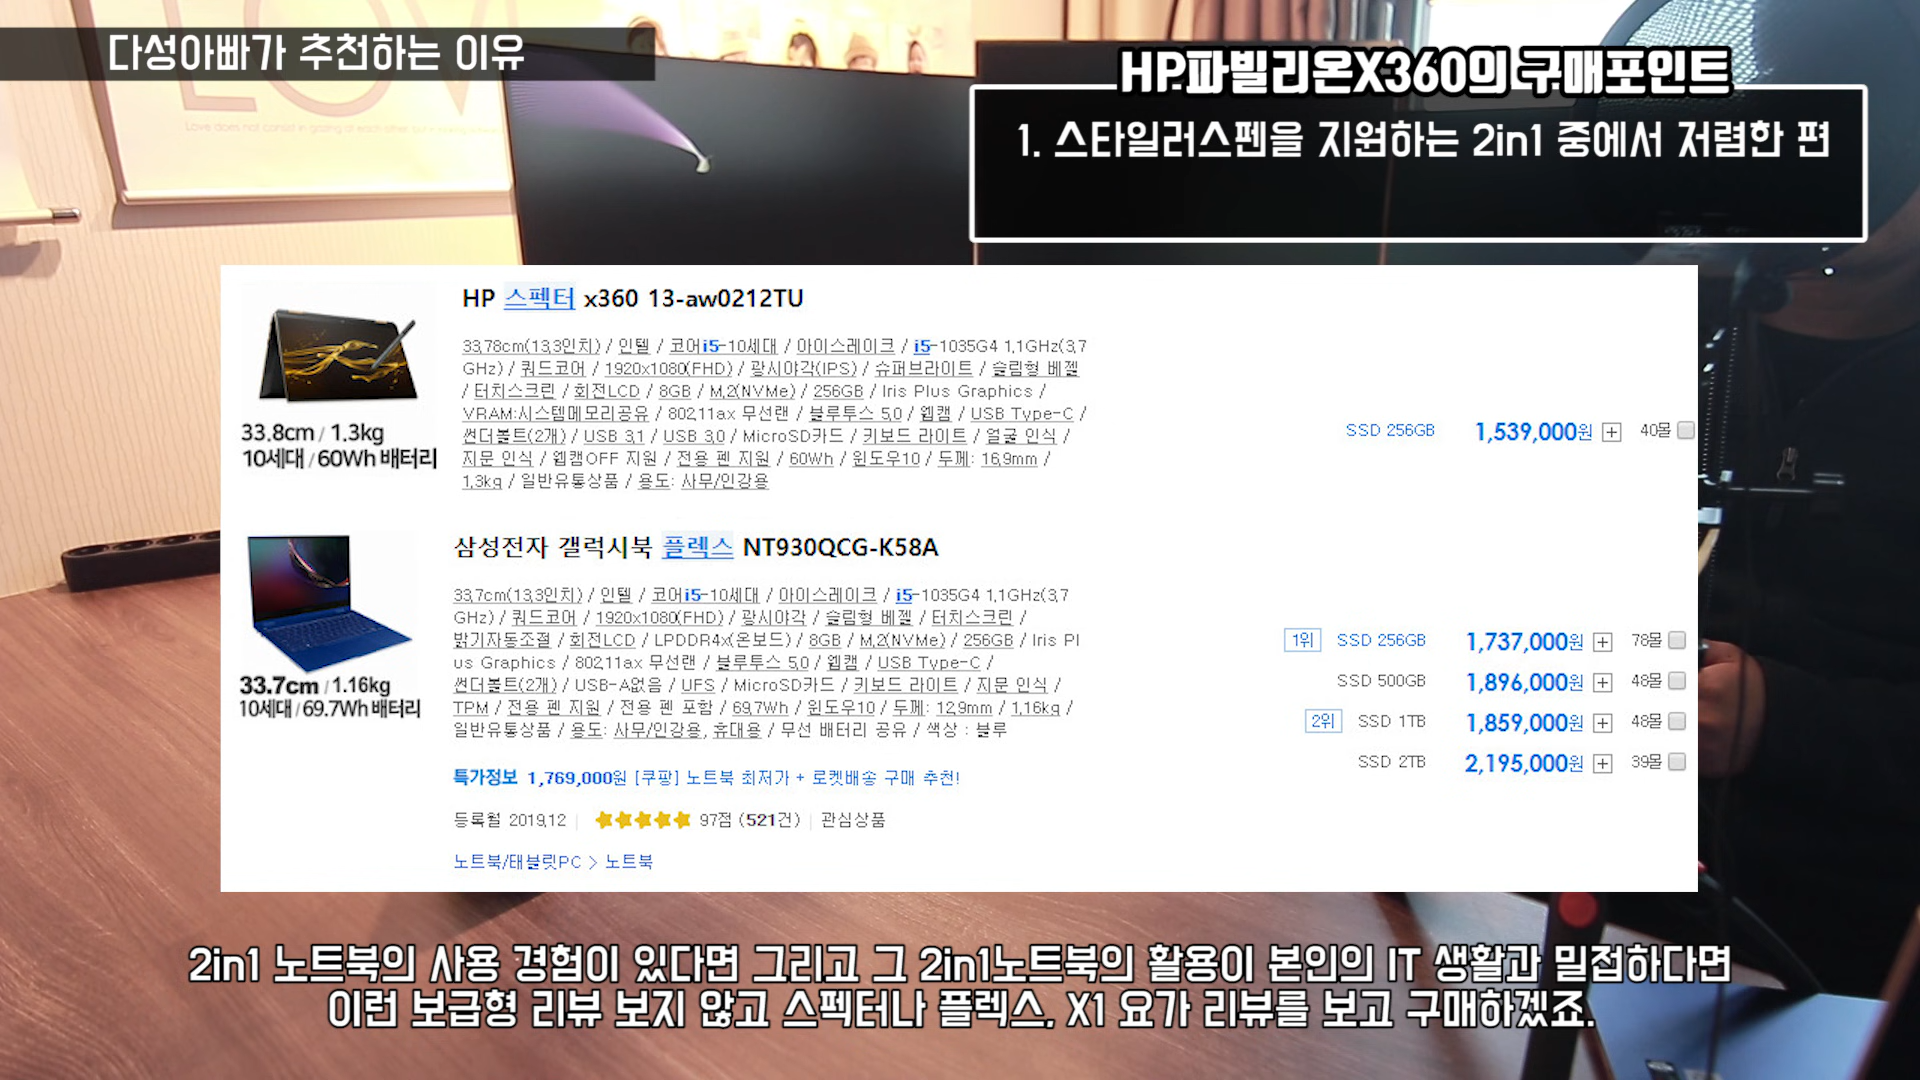 다성아빠가 추천하는 이유
HP파빌리온X360의 구매포인트
1. 스타일러스펜을 지원하는 2in1 중에서 저렴한 편
LOV
HP 스펙터 x360 13-aw0212TU
33.8cm / 1.3kg
10세대 / 60Wh 배터리
33,78cm(13,3인치) / 인텔 / 코어i5-10세대 / 아이스레이크 / i5-1035G4 1,1GHz(3,7
GHz) / 쿼드코어 / 1920x1080(FHD) / 광시야각(IPS) / 슈퍼브라이트 / 슬림형 베젤
/ 터치스크린 / 회전LCD / 8GB / M,2(NVMe) / 256GB / Iris Plus Graphics /
VRAM:시스템메모리공유 / 802,11ax 무선랜 / 블루투스 5,0 / 웹캠 / USB Type-C /
썬더볼트(2개) / USB 3,1 / USB 3,0 / MicroSD카드 / 키보드 라이트 / 얼굴 인식 /
지문 인식 / 웹캠OFF 지원 / 전용 펜 지원 / 60Wh / 윈도우10 / 두께: 16,9mm /
1,3kg / 일반유통상품 / 용도: 사무/인강용
SSD 256GB 1,539,000원 40몰
삼성전자 갤럭시북 플렉스 NT930QCG-K58A
33.7cm / 1.16kg
10세대 / 69.7Wh 배터리
33,7cm(13,3인치) / 인텔 / 코어i5-10세대 / 아이스레이크 / i5-1035G4 1,1GHz(3,7
GHz) / 쿼드코어 / 1920x1080(FHD) / 광시야각 / 슬림형 베젤 / 터치스크린 /
밝기자동조절 / 회전LCD / LPDDR4x(온보드) / 8GB / M,2(NVMe) / 256GB / Iris Pl
us Graphics / 802,11ax 무선랜 / 블루투스 5,0 / 웹캠 / USB Type-C /
썬더볼트(2개) / USB-A없음 / UFS / MicroSD카드 / 키보드 라이트 / 지문 인식 /
TPM / 전용 펜 지원 / 전용 펜 포함 / 69,7Wh / 윈도우10 / 두께: 12,9mm / 1,16kg /
일반유통상품 / 용도: 사무/인강용, 휴대용 / 무선 배터리 공유 / 색상 : 블루
1위 SSD 256GB 1,737,000원 78몰
SSD 500GB 1,896,000원 48몰
2위 SSD 1TB 1,859,000원 48몰
SSD 2TB 2,195,000원 39몰
특가정보 1,769,000원 [쿠팡] 노트북 최저가 + 로켓배송 구매 추천!
등록월 2019,12 | 97점 (521건) | 관심상품
노트북/태블릿PC > 노트북
2in1 노트북의 사용 경험이 있다면 그리고 그 2in1노트북의 활용이 본인의 IT 생활과 밀접하다면
이런 보급형 리뷰 보지 않고 스펙터나 플렉스, X1 요가 리뷰를 보고 구매하겠죠.